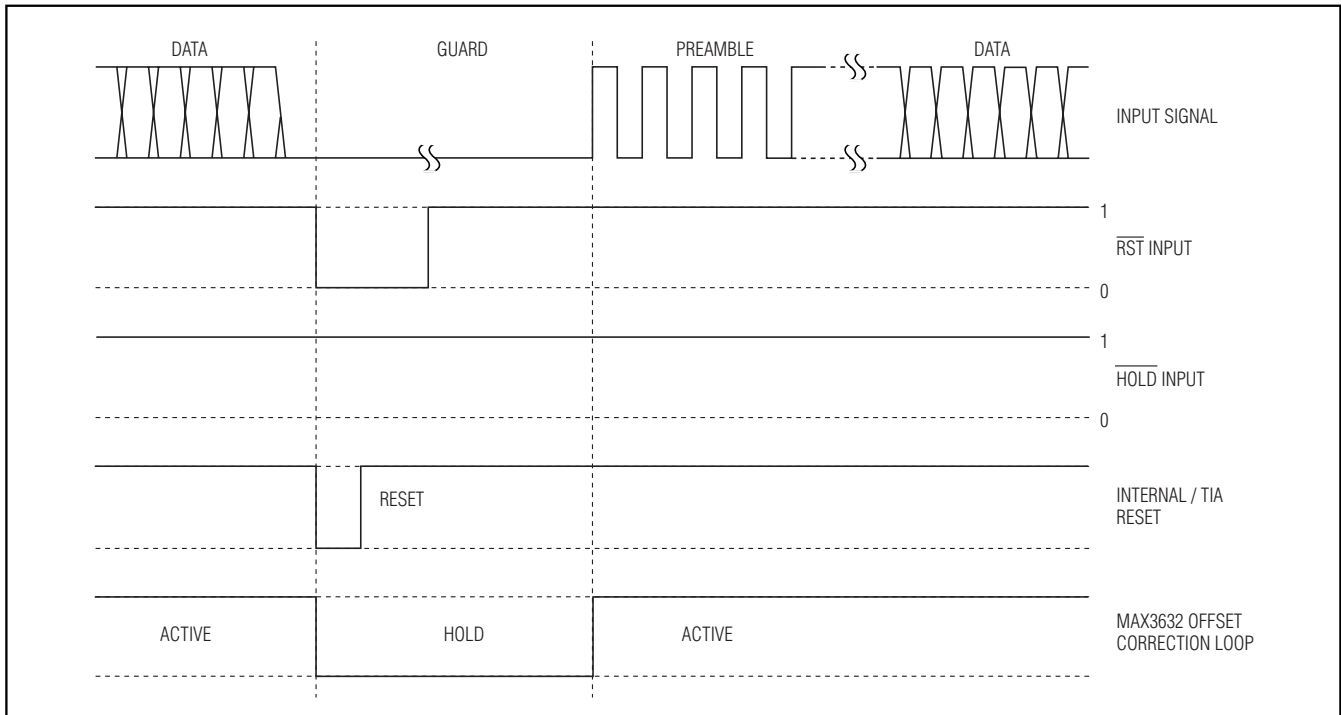 DATA GUARD PREAMBLE DATA
INPUT SIGNAL
1
RST INPUT
0
1
HOLD INPUT
0
RESET
INTERNAL / TIA
RESET
ACTIVE HOLD ACTIVE
MAX3632 OFFSET
CORRECTION LOOP